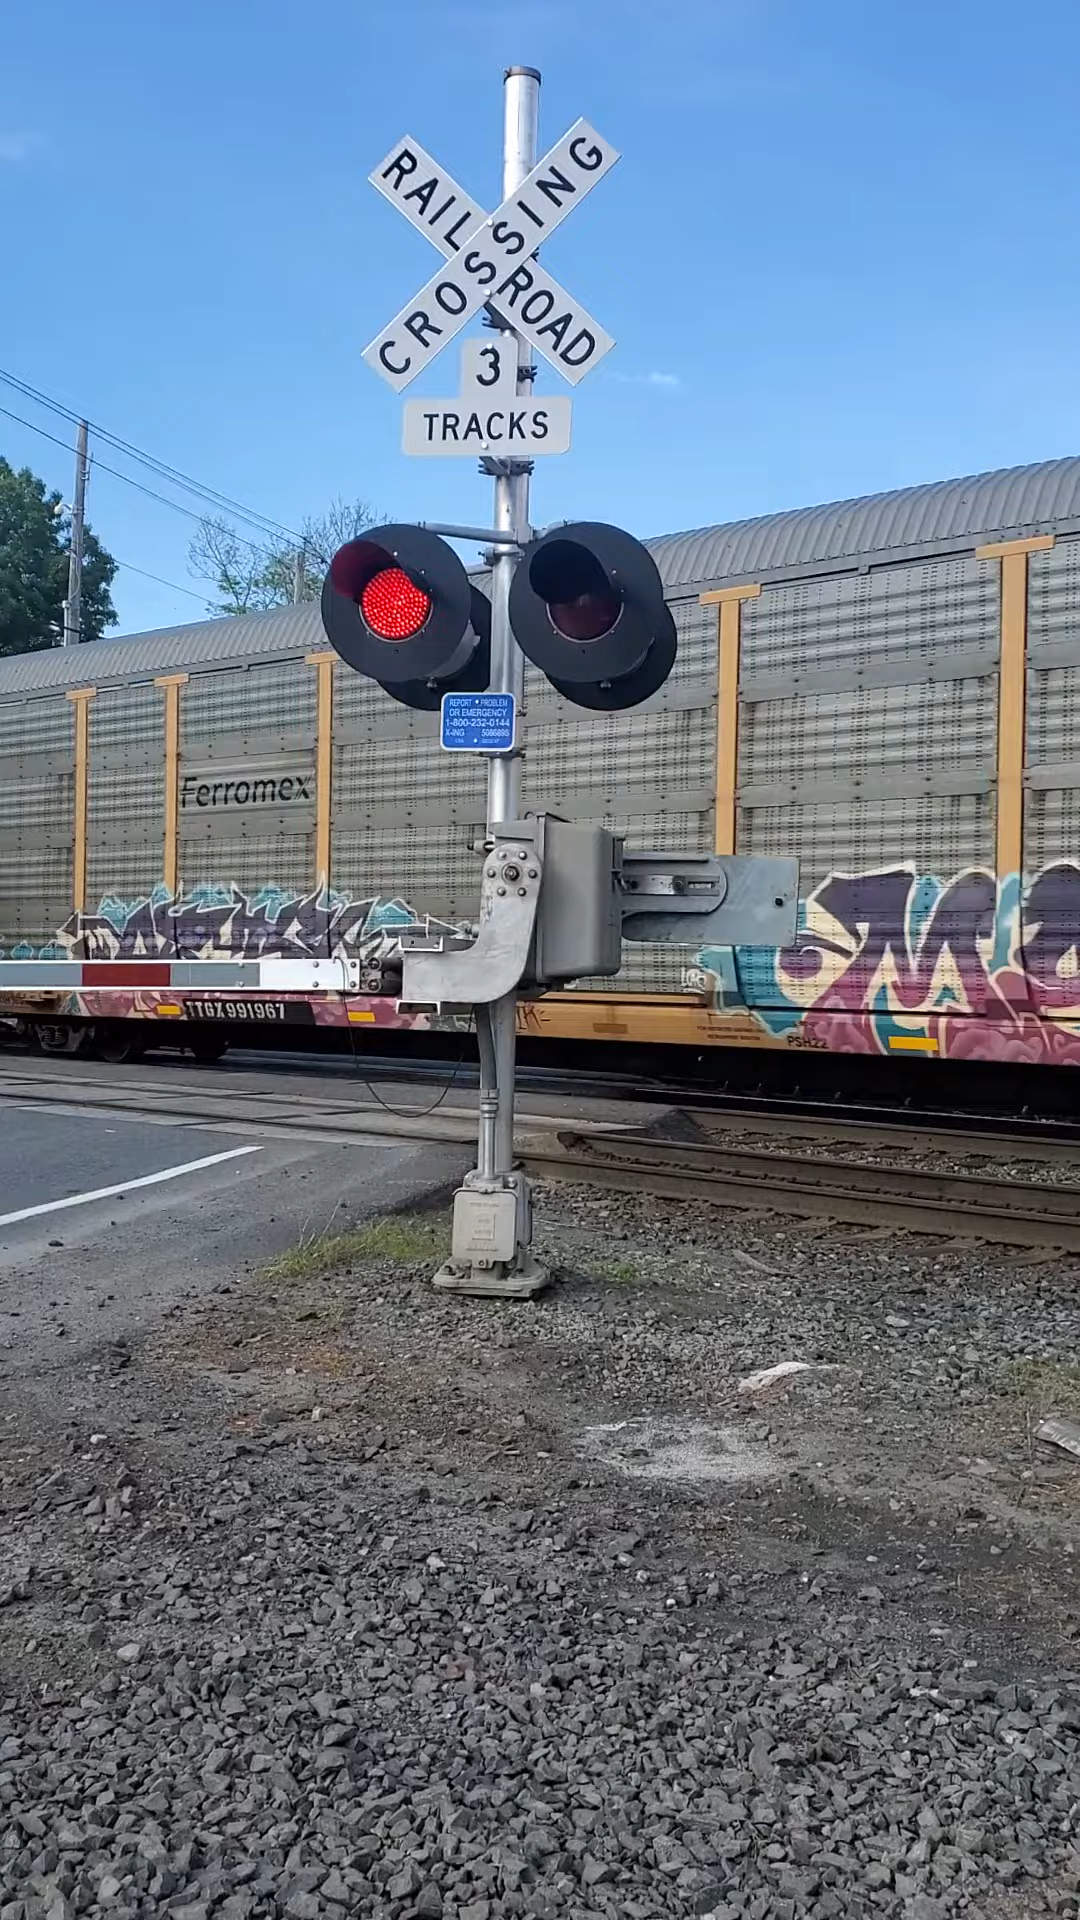 RAILROAD
CROSSING
3
TRACKS
REPORT PROBLEM
OR EMERGENCY
1-800-232-0144
X-ING
Ferromex
TTGX 991967
PSH22